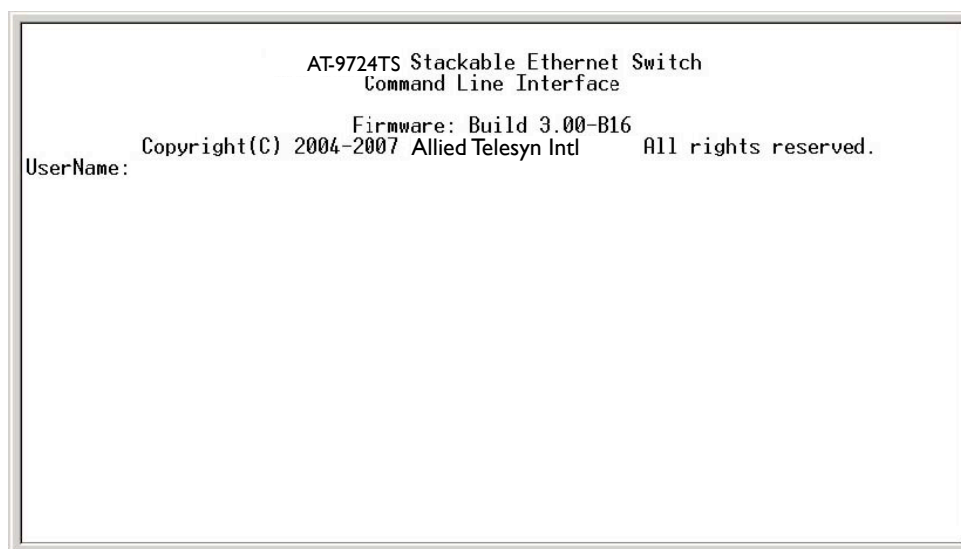 AT-9724TS Stackable Ethernet Switch
Command Line Interface
Firmware: Build 3.00-B16
Copyright(C) 2004-2007 Allied Telesyn Intl All rights reserved.
UserName: